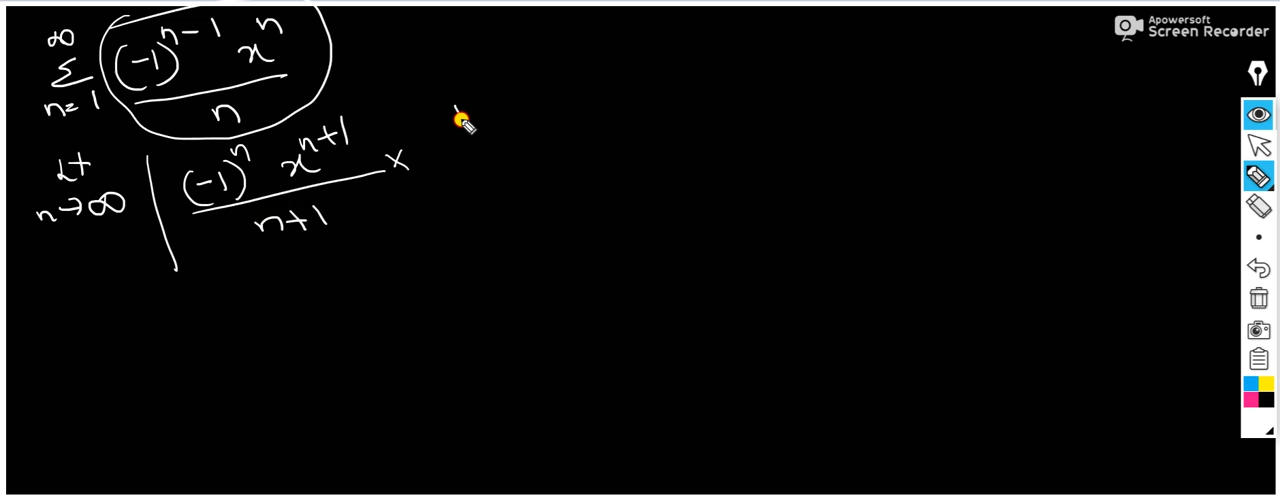 Apowersoft
Screen Recorder
∞
Σ (-1)^{n-1} x^n / n
n=1
Lt | (-1)^n x^{n+1} / n+1 ×
n→∞